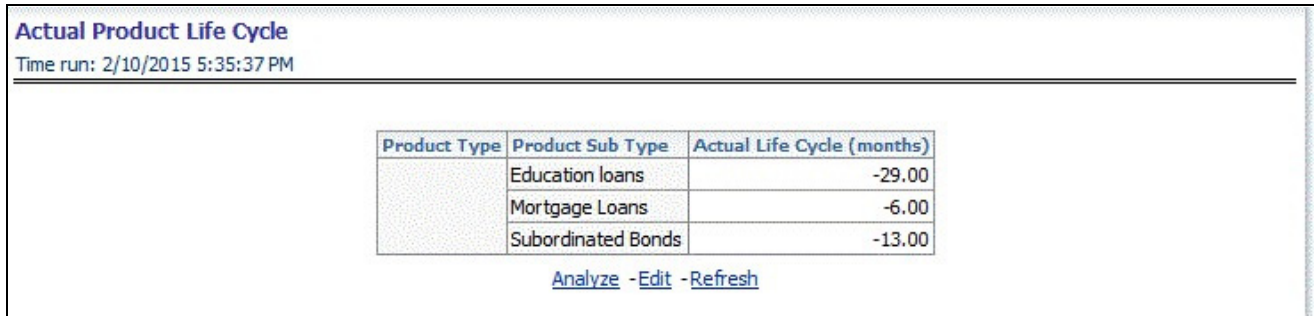 Actual Product Life Cycle
Time run: 2/10/2015 5:35:37 PM
Product Type Product Sub Type Actual Life Cycle (months)
Education loans -29.00
Mortgage Loans -6.00
Subordinated Bonds -13.00
Analyze - Edit - Refresh